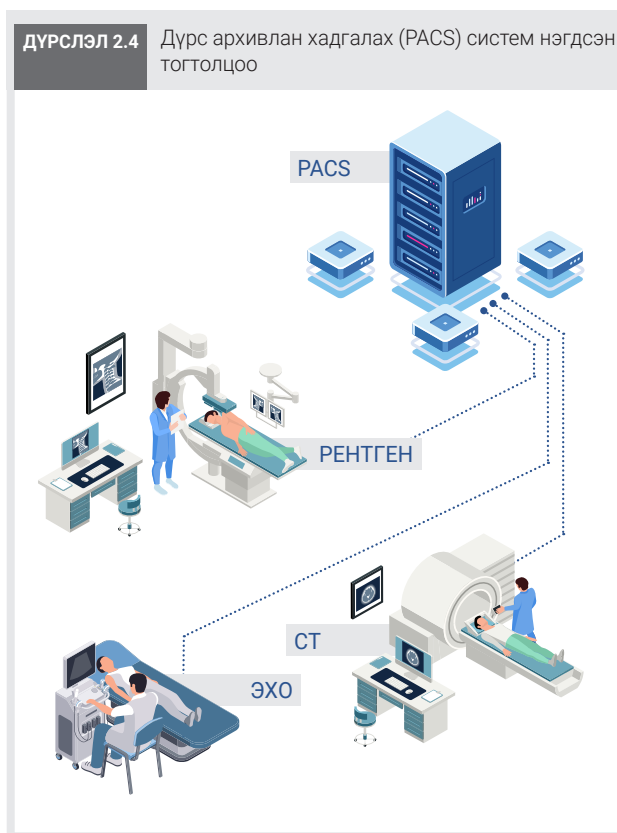 ДҮРСЛЭЛ 2.4
Дүрс архивлан хадгалах (PACS) систем нэгдсэн
тогтолцоо
PACS
РЕНТГЕН
CT
ЭХО